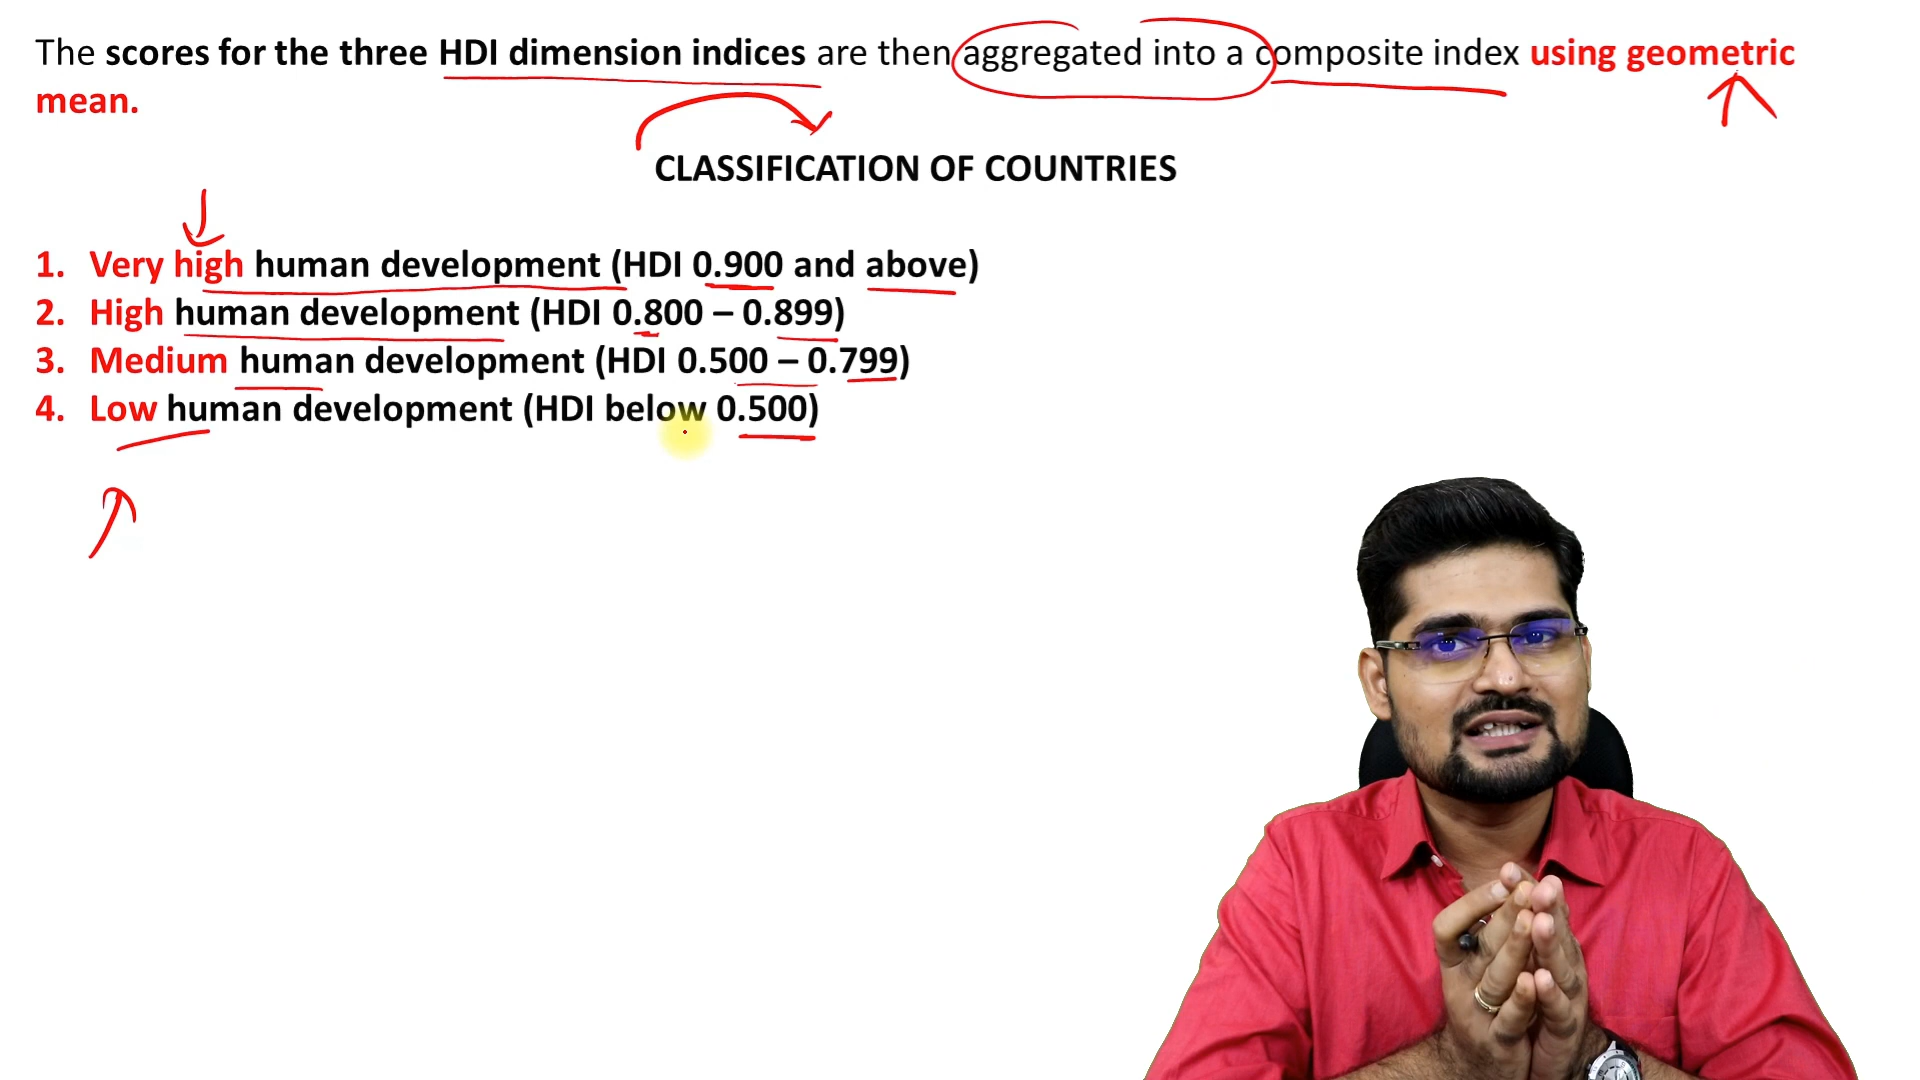 The scores for the three HDI dimension indices are then aggregated into a composite index using geometric
mean.
CLASSIFICATION OF COUNTRIES
1. Very high human development (HDI 0.900 and above)
2. High human development (HDI 0.800 – 0.899)
3. Medium human development (HDI 0.500 – 0.799)
4. Low human development (HDI below 0.500)